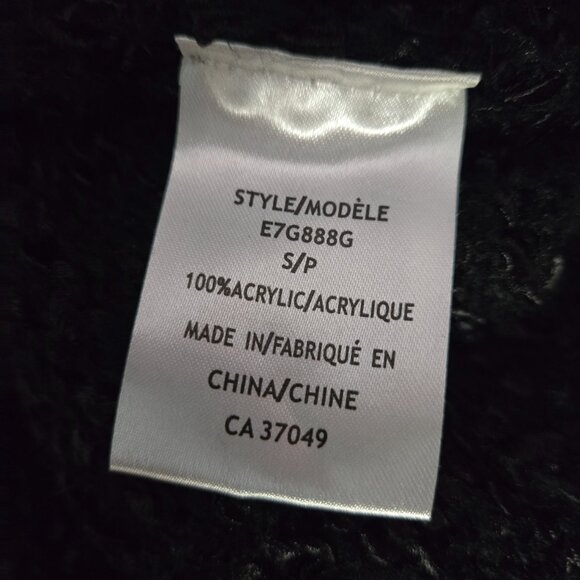 STYLE/MODÈLE
E7G888G
S/P
100%ACRYLIC/ACRYLIQUE
MADE IN/FABRIQUÉ EN
CHINA/CHINE
CA 37049